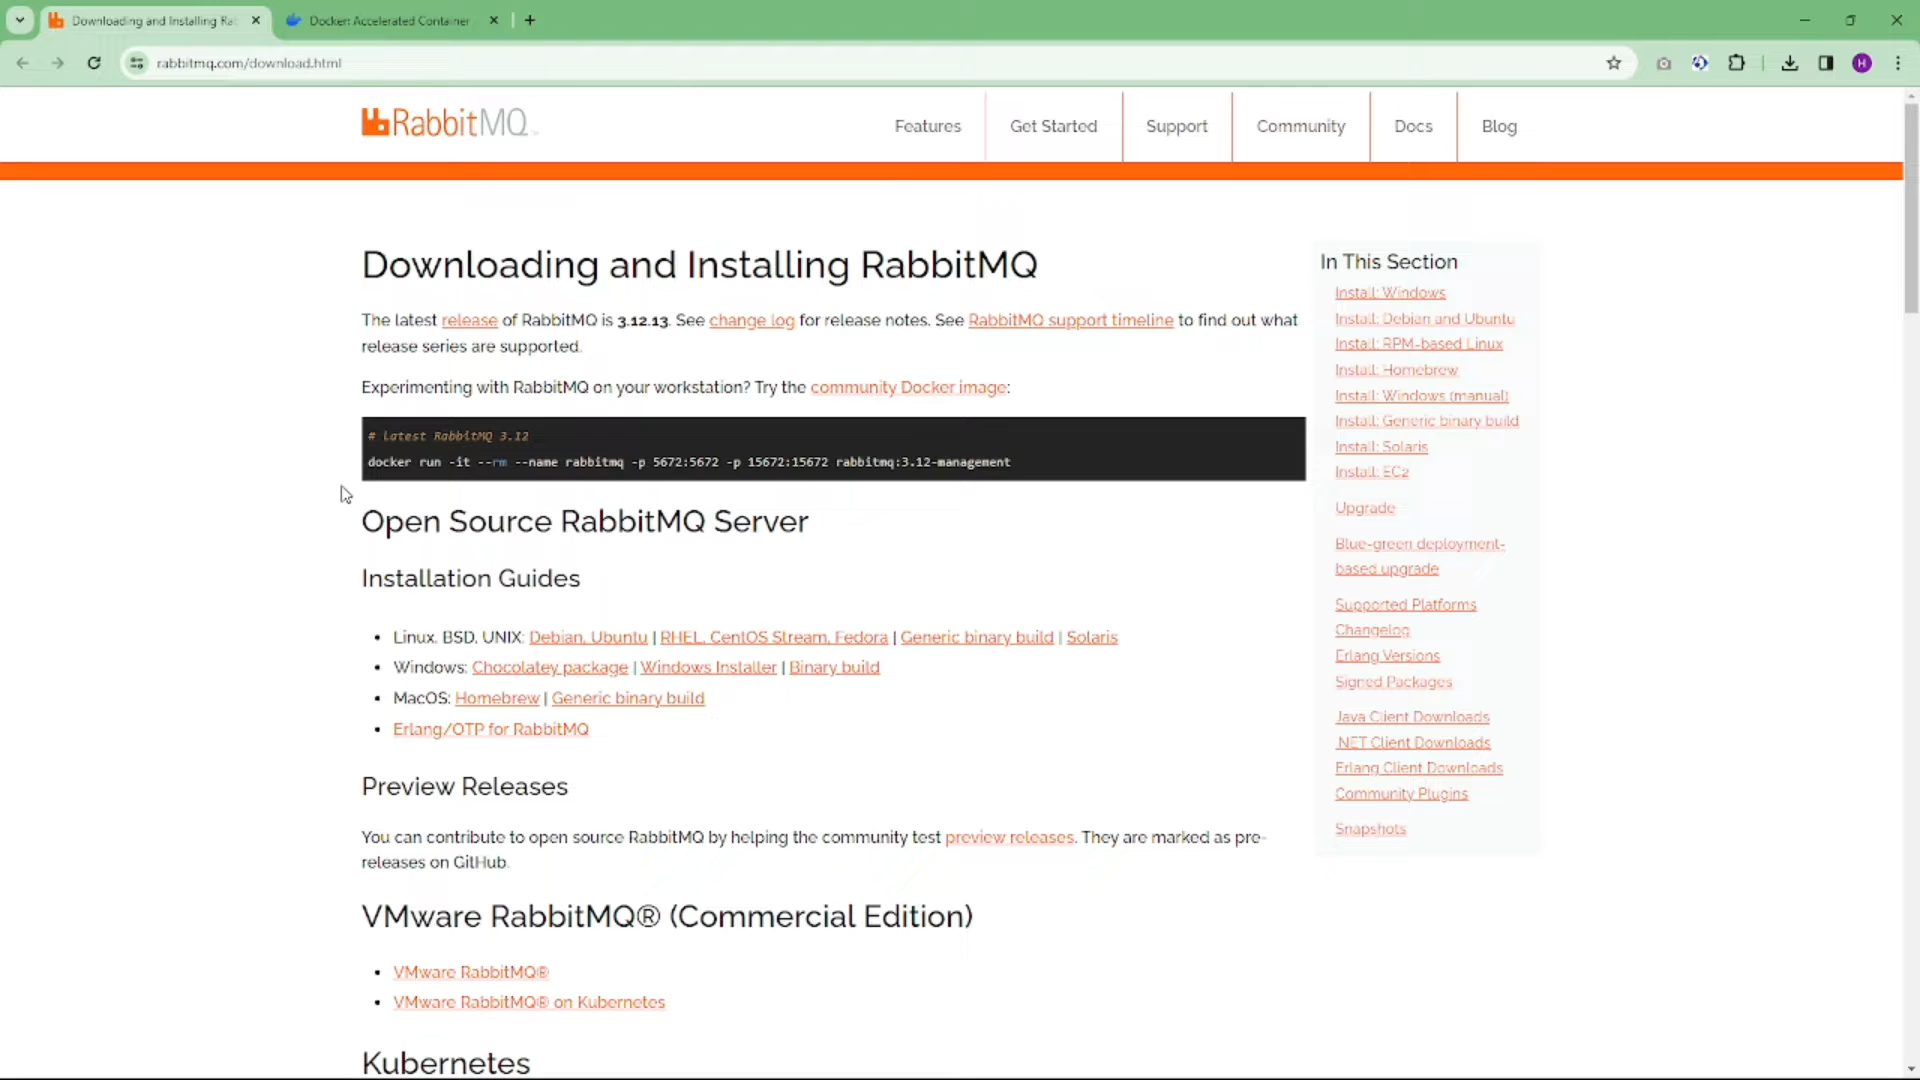 Downloading and Installing Ra
Docker: Accelerated Container
rabbitmq.com/download.html
H
RabbitMQ
Features
Get Started
Support
Community
Docs
Blog
Downloading and Installing RabbitMQ
The latest release of RabbitMQ is 3.12.13. See change log for release notes. See RabbitMQ support timeline to find out what
release series are supported.
Experimenting with RabbitMQ on your workstation? Try the community Docker image:
# latest RabbitMQ 3.12
docker run -it --rm --name rabbitmq -p 5672:5672 -p 15672:15672 rabbitmq:3.12-management
Open Source RabbitMQ Server
Installation Guides
• Linux, BSD, UNIX: Debian, Ubuntu | RHEL, CentOS Stream, Fedora | Generic binary build | Solaris
• Windows: Chocolatey package | Windows Installer | Binary build
• MacOS: Homebrew | Generic binary build
• Erlang/OTP for RabbitMQ
Preview Releases
You can contribute to open source RabbitMQ by helping the community test preview releases. They are marked as pre-
releases on GitHub.
VMware RabbitMQ® (Commercial Edition)
• VMware RabbitMQ®
• VMware RabbitMQ® on Kubernetes
Kubernetes
In This Section
Install: Windows
Install: Debian and Ubuntu
Install: RPM-based Linux
Install: Homebrew
Install: Windows (manual)
Install: Generic binary build
Install: Solaris
Install: EC2
Upgrade
Blue-green deployment-
based upgrade
Supported Platforms
Changelog
Erlang Versions
Signed Packages
Java Client Downloads
.NET Client Downloads
Erlang Client Downloads
Community Plugins
Snapshots